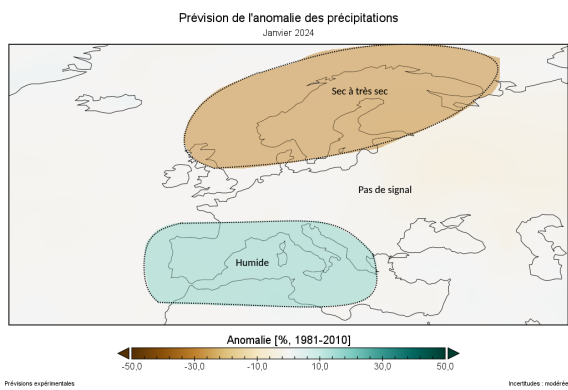 Prévision de l'anomalie des précipitations
Janvier 2024
Sec à très sec
Pas de signal
Humide
Anomalie [%, 1981-2010]
-50,0 -30,0 -10,0 10,0 30,0 50,0
Prévisions expérimentales
Incertitudes : modérée